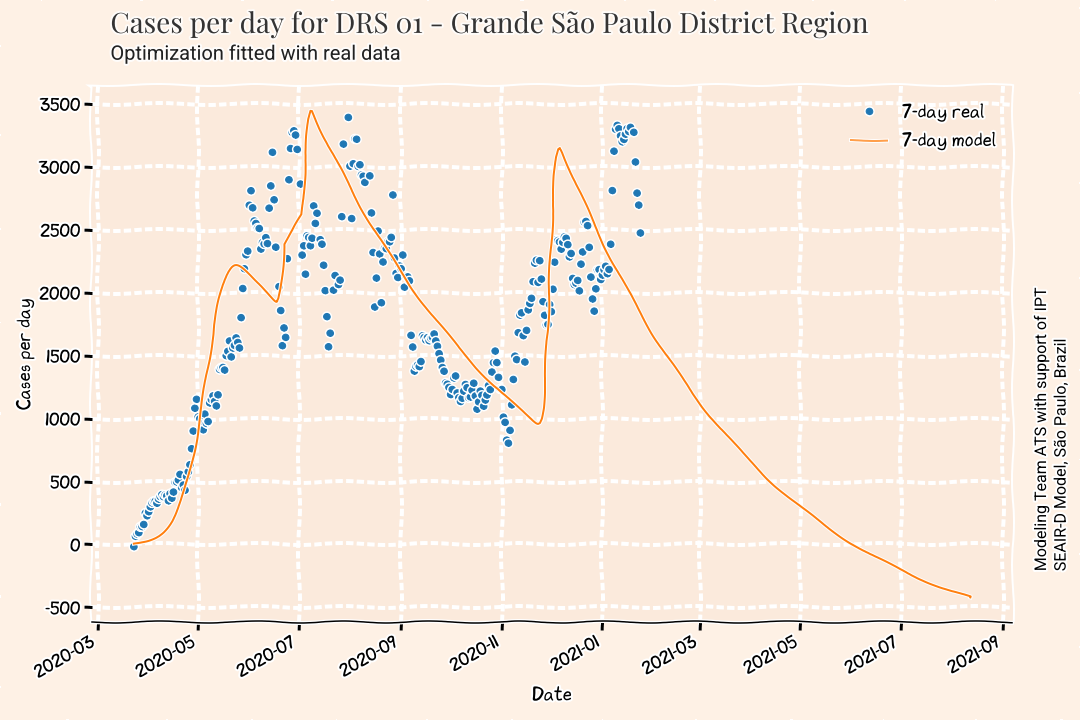 Cases per day for DRS 01 - Grande São Paulo District Region
Optimization fitted with real data
7-day real
7-day model
3500
3000
2500
2000
1500
1000
500
0
-500
Cases per day
2020-03
2020-05
2020-07
2020-09
2020-11
2021-01
2021-03
2021-05
2021-07
2021-09
Date
Modeling Team ATS with support of IPT
SEAIR-D Model, São Paulo, Brazil